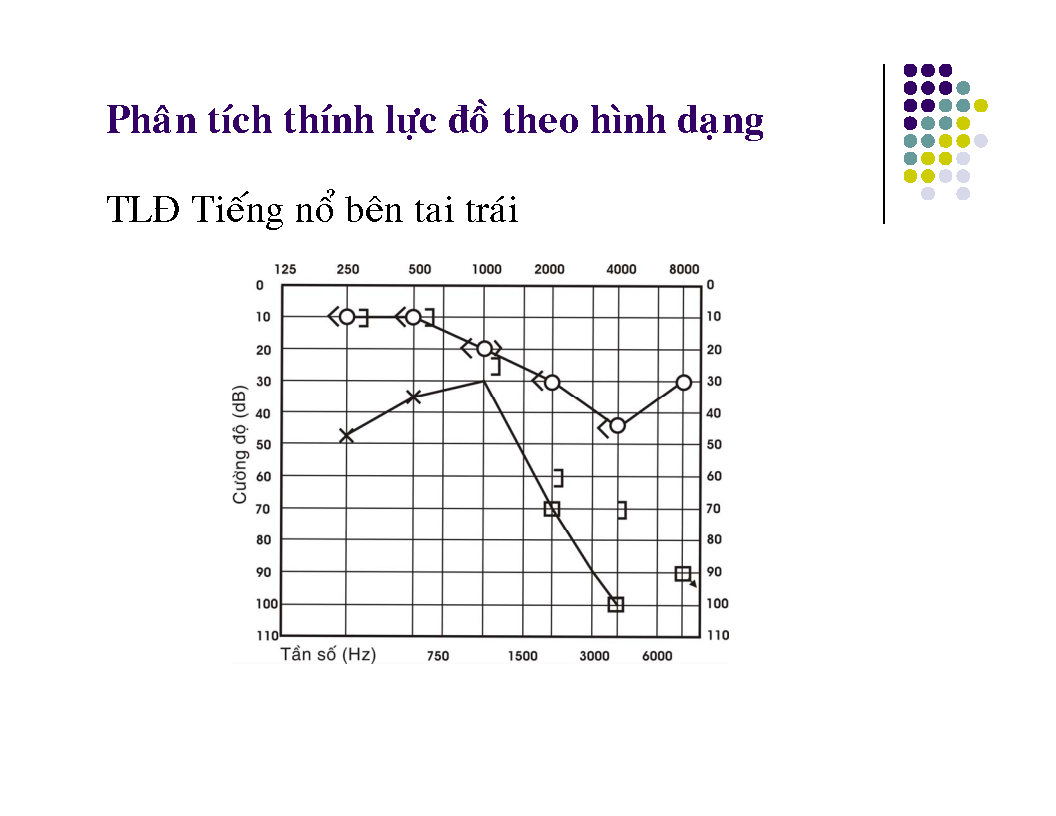 Phân tích thính lực đồ theo hình dạng
TLĐ Tiếng nổ bên tai trái
125 250 500 1000 2000 4000 8000
0 0
10 10
20 20
30 30
40 40
50 50
60 60
70 70
80 80
90 90
100 100
110 110
Cường độ (dB)
Tần số (Hz) 750 1500 3000 6000